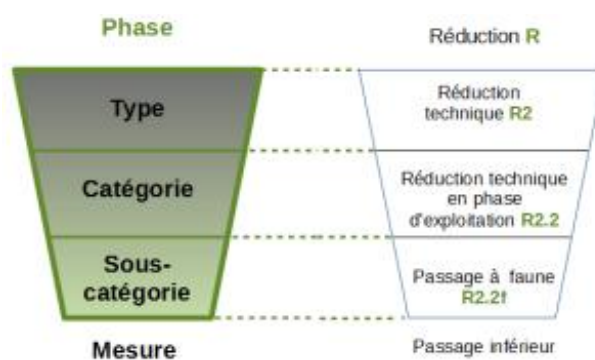 Phase
Réduction R
Type
Réduction
technique R2
Catégorie
Réduction technique
en phase
d'exploitation R2.2
Sous-
catégorie
Passage à faune
R2.2f
Mesure
Passage inférieur